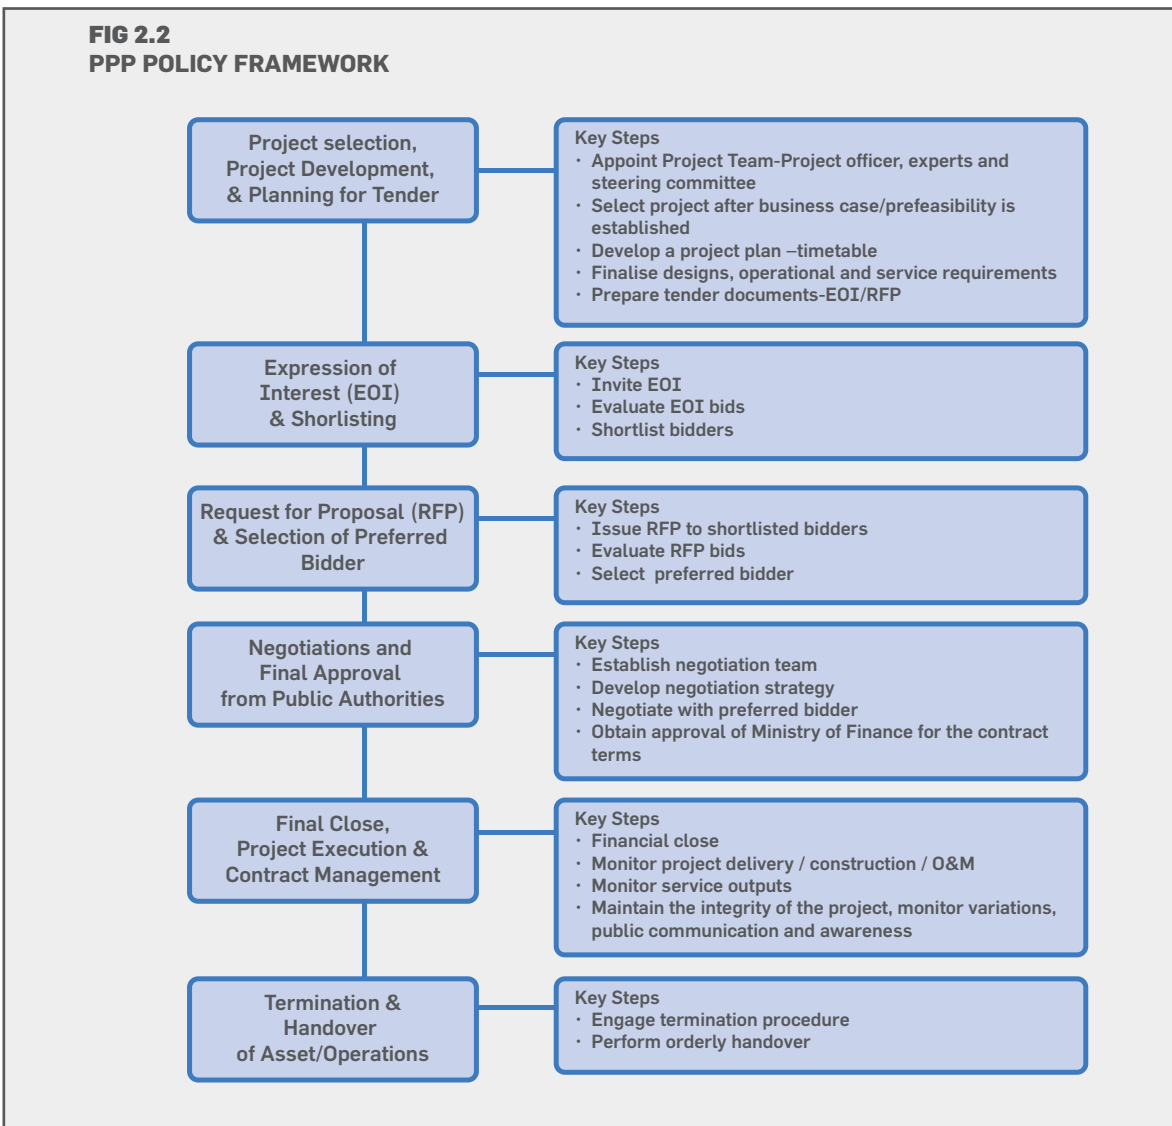 FIG 2.2
PPP POLICY FRAMEWORK
Project selection,
Project Development,
& Planning for Tender
Key Steps
· Appoint Project Team-Project officer, experts and
steering committee
· Select project after business case/prefeasibility is
established
· Develop a project plan –timetable
· Finalise designs, operational and service requirements
· Prepare tender documents-EOI/RFP
Expression of
Interest (EOI)
& Shorlisting
Key Steps
· Invite EOI
· Evaluate EOI bids
· Shortlist bidders
Request for Proposal (RFP)
& Selection of Preferred
Bidder
Key Steps
· Issue RFP to shortlisted bidders
· Evaluate RFP bids
· Select preferred bidder
Negotiations and
Final Approval
from Public Authorities
Key Steps
· Establish negotiation team
· Develop negotiation strategy
· Negotiate with preferred bidder
· Obtain approval of Ministry of Finance for the contract
terms
Final Close,
Project Execution &
Contract Management
Key Steps
· Financial close
· Monitor project delivery / construction / O&M
· Monitor service outputs
· Maintain the integrity of the project, monitor variations,
public communication and awareness
Termination &
Handover
of Asset/Operations
Key Steps
· Engage termination procedure
· Perform orderly handover